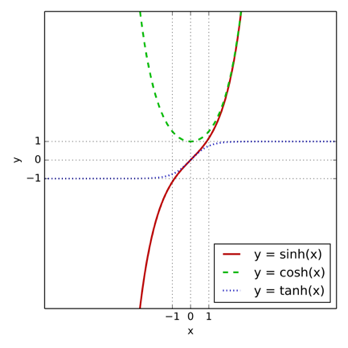 1
0
−1
y
y = sinh(x)
y = cosh(x)
y = tanh(x)
−1 0 1
x